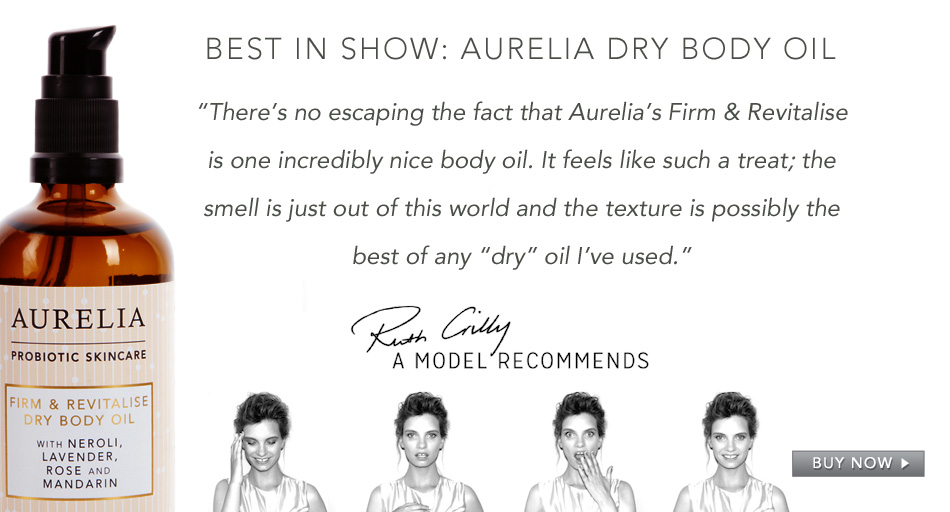 BEST IN SHOW: AURELIA DRY BODY OIL
“There’s no escaping the fact that Aurelia’s Firm & Revitalise
is one incredibly nice body oil. It feels like such a treat; the
smell is just out of this world and the texture is possibly the
best of any “dry” oil I’ve used.”
Ruth Crilly
A MODEL RECOMMENDS
AURELIA
PROBIOTIC SKINCARE
FIRM & REVITALISE
DRY BODY OIL
WITH NEROLI,
LAVENDER,
ROSE AND
MANDARIN
BUY NOW